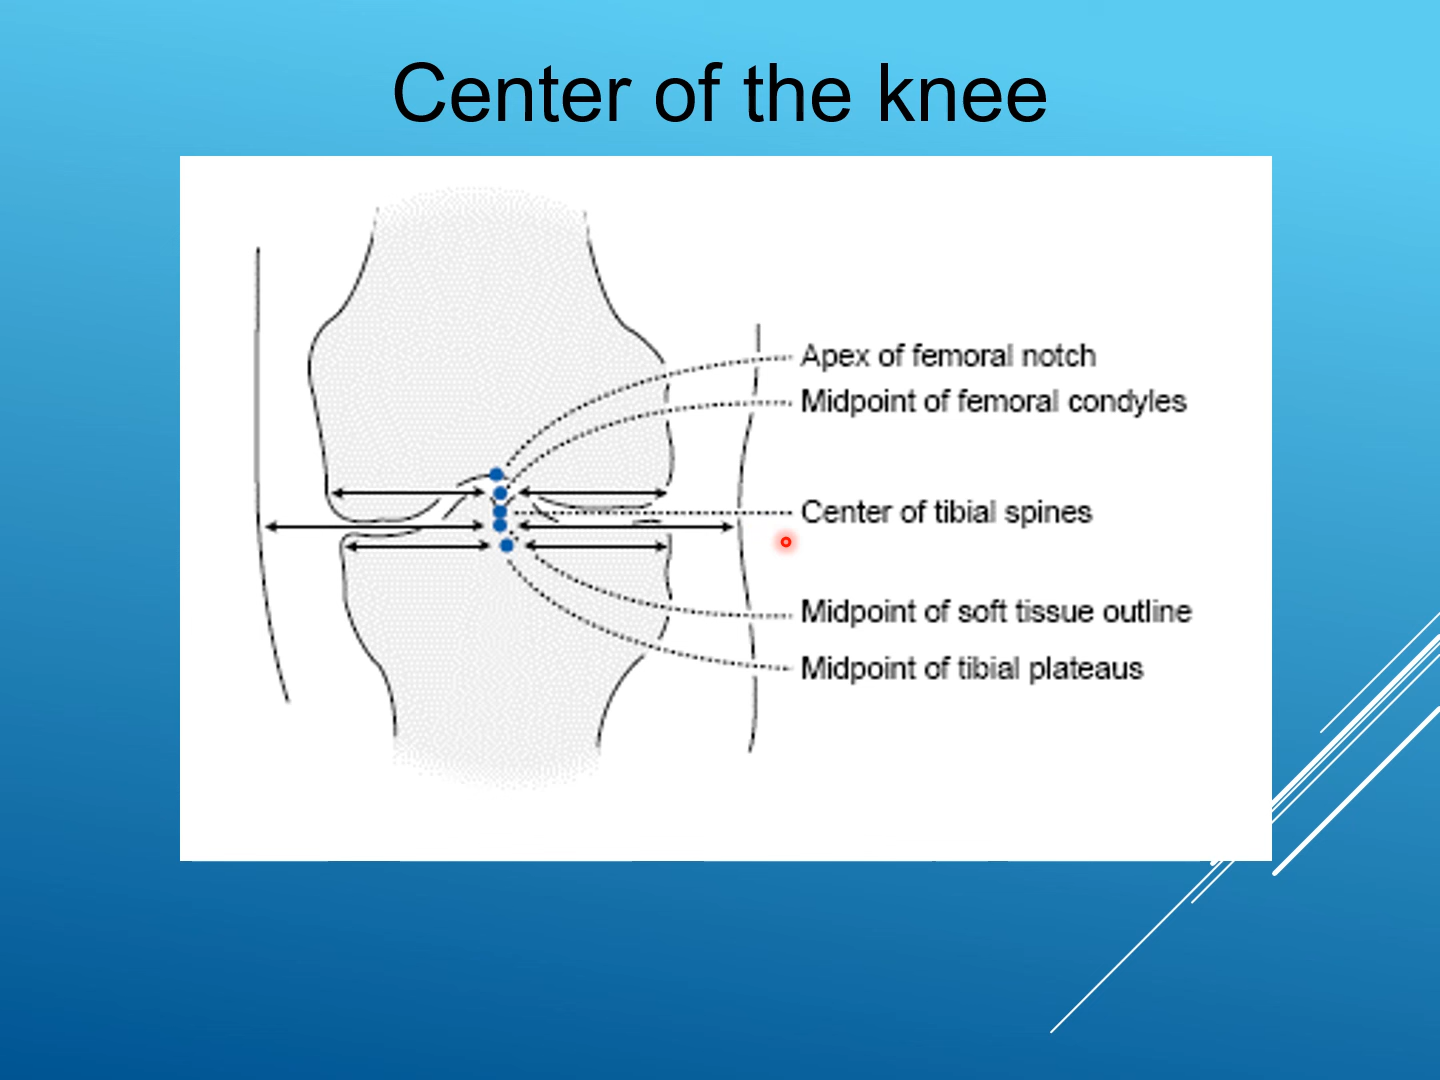 Center of the knee
Apex of femoral notch
Midpoint of femoral condyles
Center of tibial spines
Midpoint of soft tissue outline
Midpoint of tibial plateaus